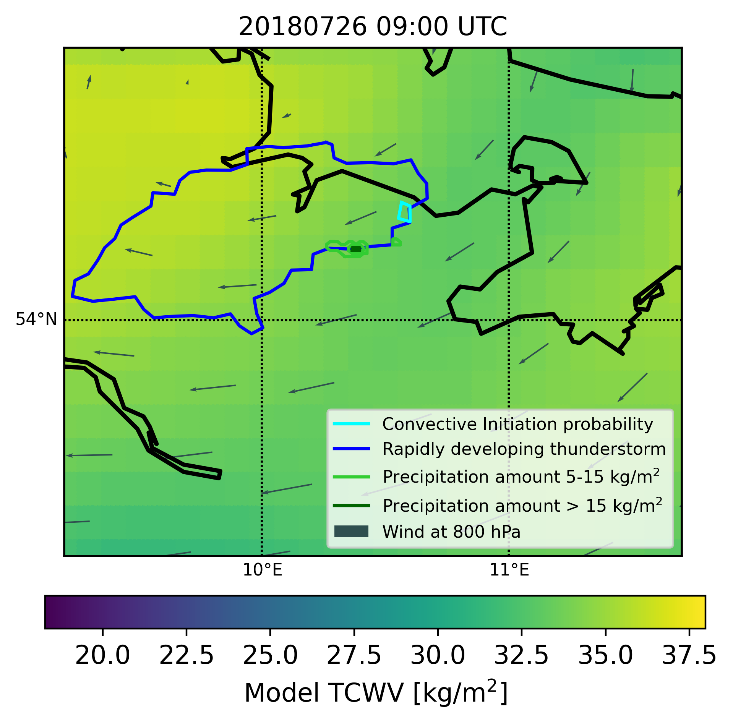 20180726 09:00 UTC
54°N
Convective Initiation probability
Rapidly developing thunderstorm
Precipitation amount 5-15 kg/m²
Precipitation amount > 15 kg/m²
Wind at 800 hPa
10°E 11°E
20.0 22.5 25.0 27.5 30.0 32.5 35.0 37.5
Model TCWV [kg/m²]